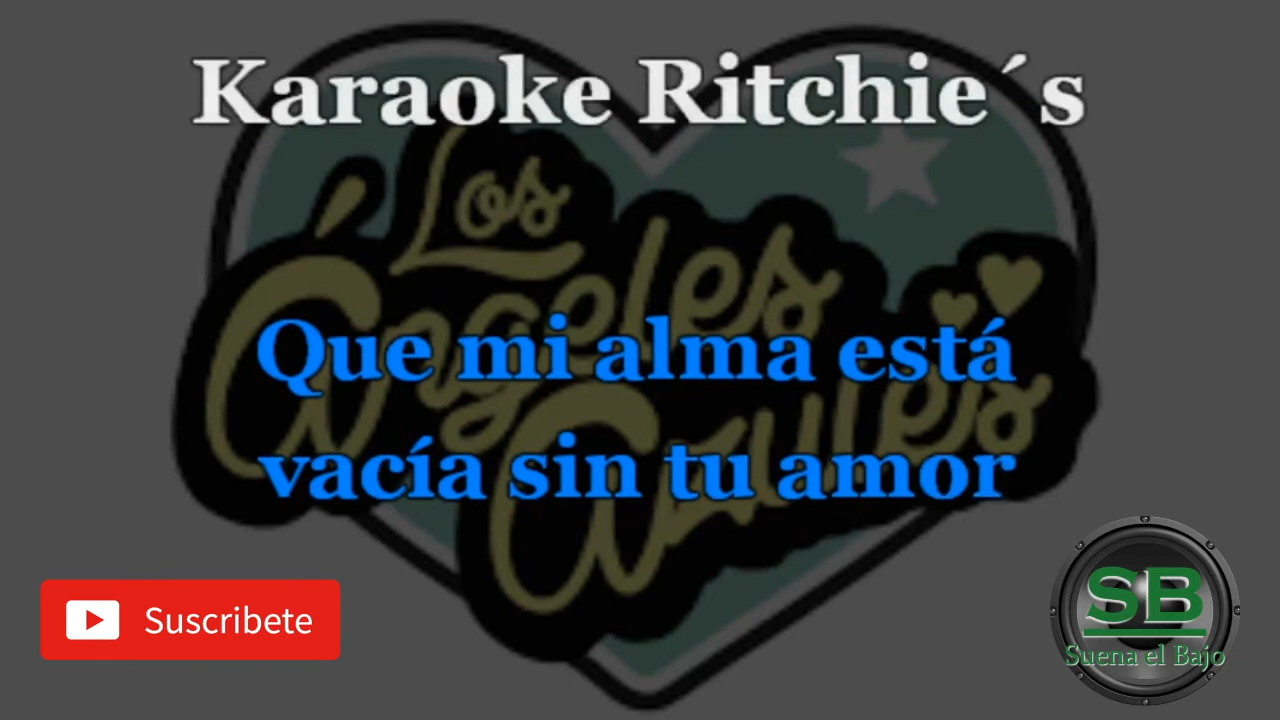 Karaoke Ritchie´s
Los
Ángeles
Azules
Que mi alma está
vacía sin tu amor
Suscribete
SB
Suena el Bajo